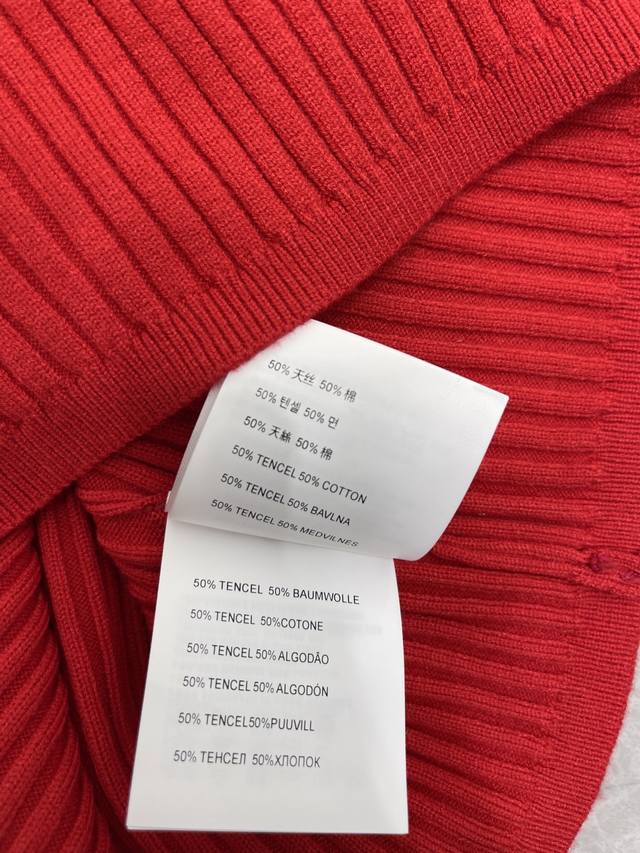 50% 天丝 50% 棉
50% 텐셀 50% 면
50% 天絲 50% 棉
50% TENCEL 50% COTTON
50% TENCEL 50% BAVLNA
50% TENCEL 50% MEDVILNES
50% TENCEL 50% BAUMWOLLE
50% TENCEL 50%COTONE
50% TENCEL 50%ALGODÃO
50% TENCEL 50%ALGODÓN
50% TENCEL50%PUUVILL
50% ТЕНСЕЛ 50%ХЛОПОК